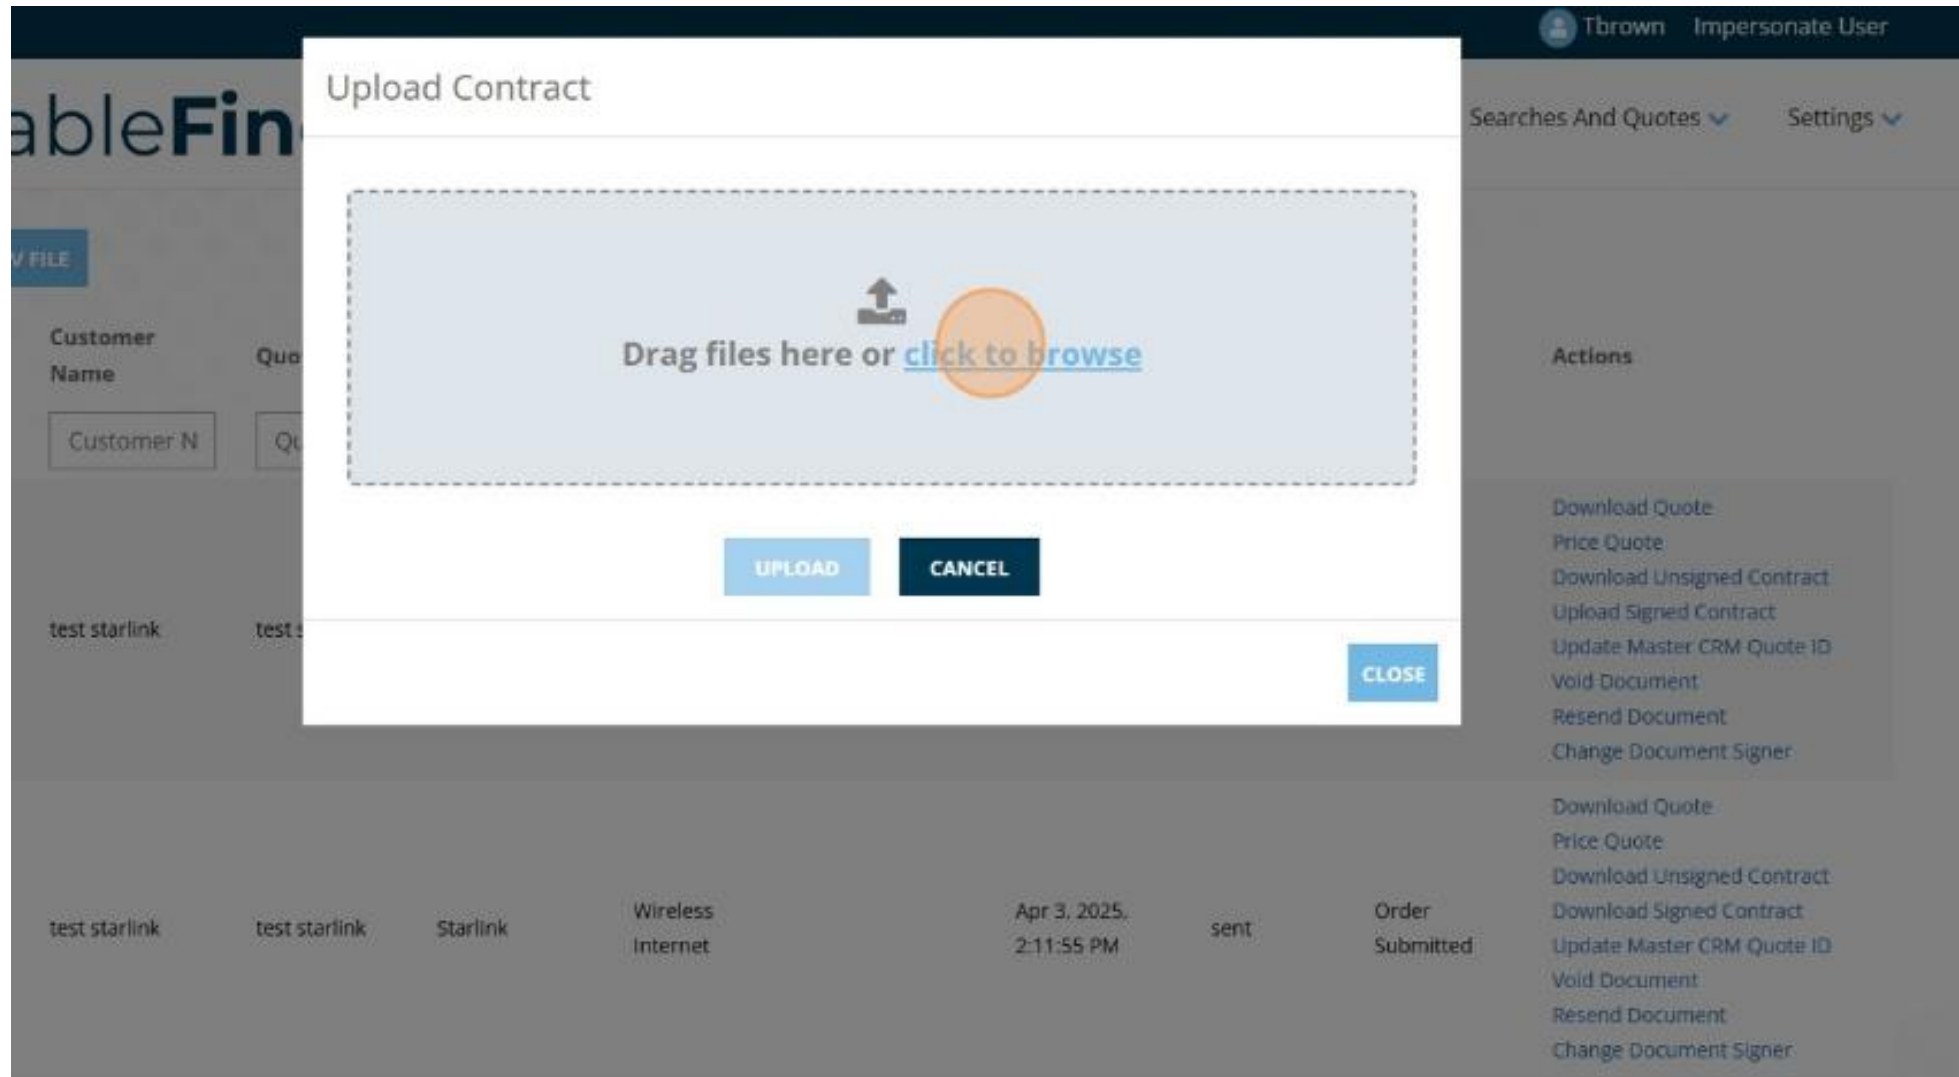 Tbrown Impersonate User
Upload Contract
ableFin
Searches And Quotes Settings
V FILE
Drag files here or click to browse
Customer
Name
Quo
Actions
Customer N
Qu
UPLOAD CANCEL
CLOSE
test starlink test s
Download Quote
Price Quote
Download Unsigned Contract
Upload Signed Contract
Update Master CRM Quote ID
Void Document
Resend Document
Change Document Signer
test starlink test starlink Starlink
Wireless
Internet
Apr 3, 2025,
2:11:55 PM
sent
Order
Submitted
Download Quote
Price Quote
Download Unsigned Contract
Download Signed Contract
Update Master CRM Quote ID
Void Document
Resend Document
Change Document Signer